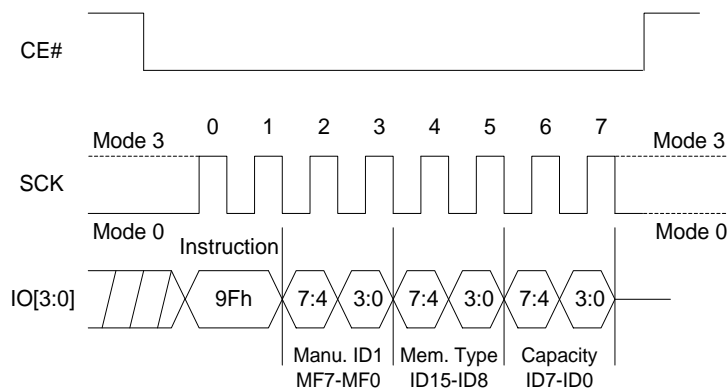 CE#
0 1 2 3 4 5 6 7
Mode 3 Mode 3
SCK
Mode 0 Mode 0
Instruction
IO[3:0] 9Fh 7:4 3:0 7:4 3:0 7:4 3:0
Manu. ID1 Mem. Type Capacity
MF7-MF0 ID15-ID8 ID7-ID0